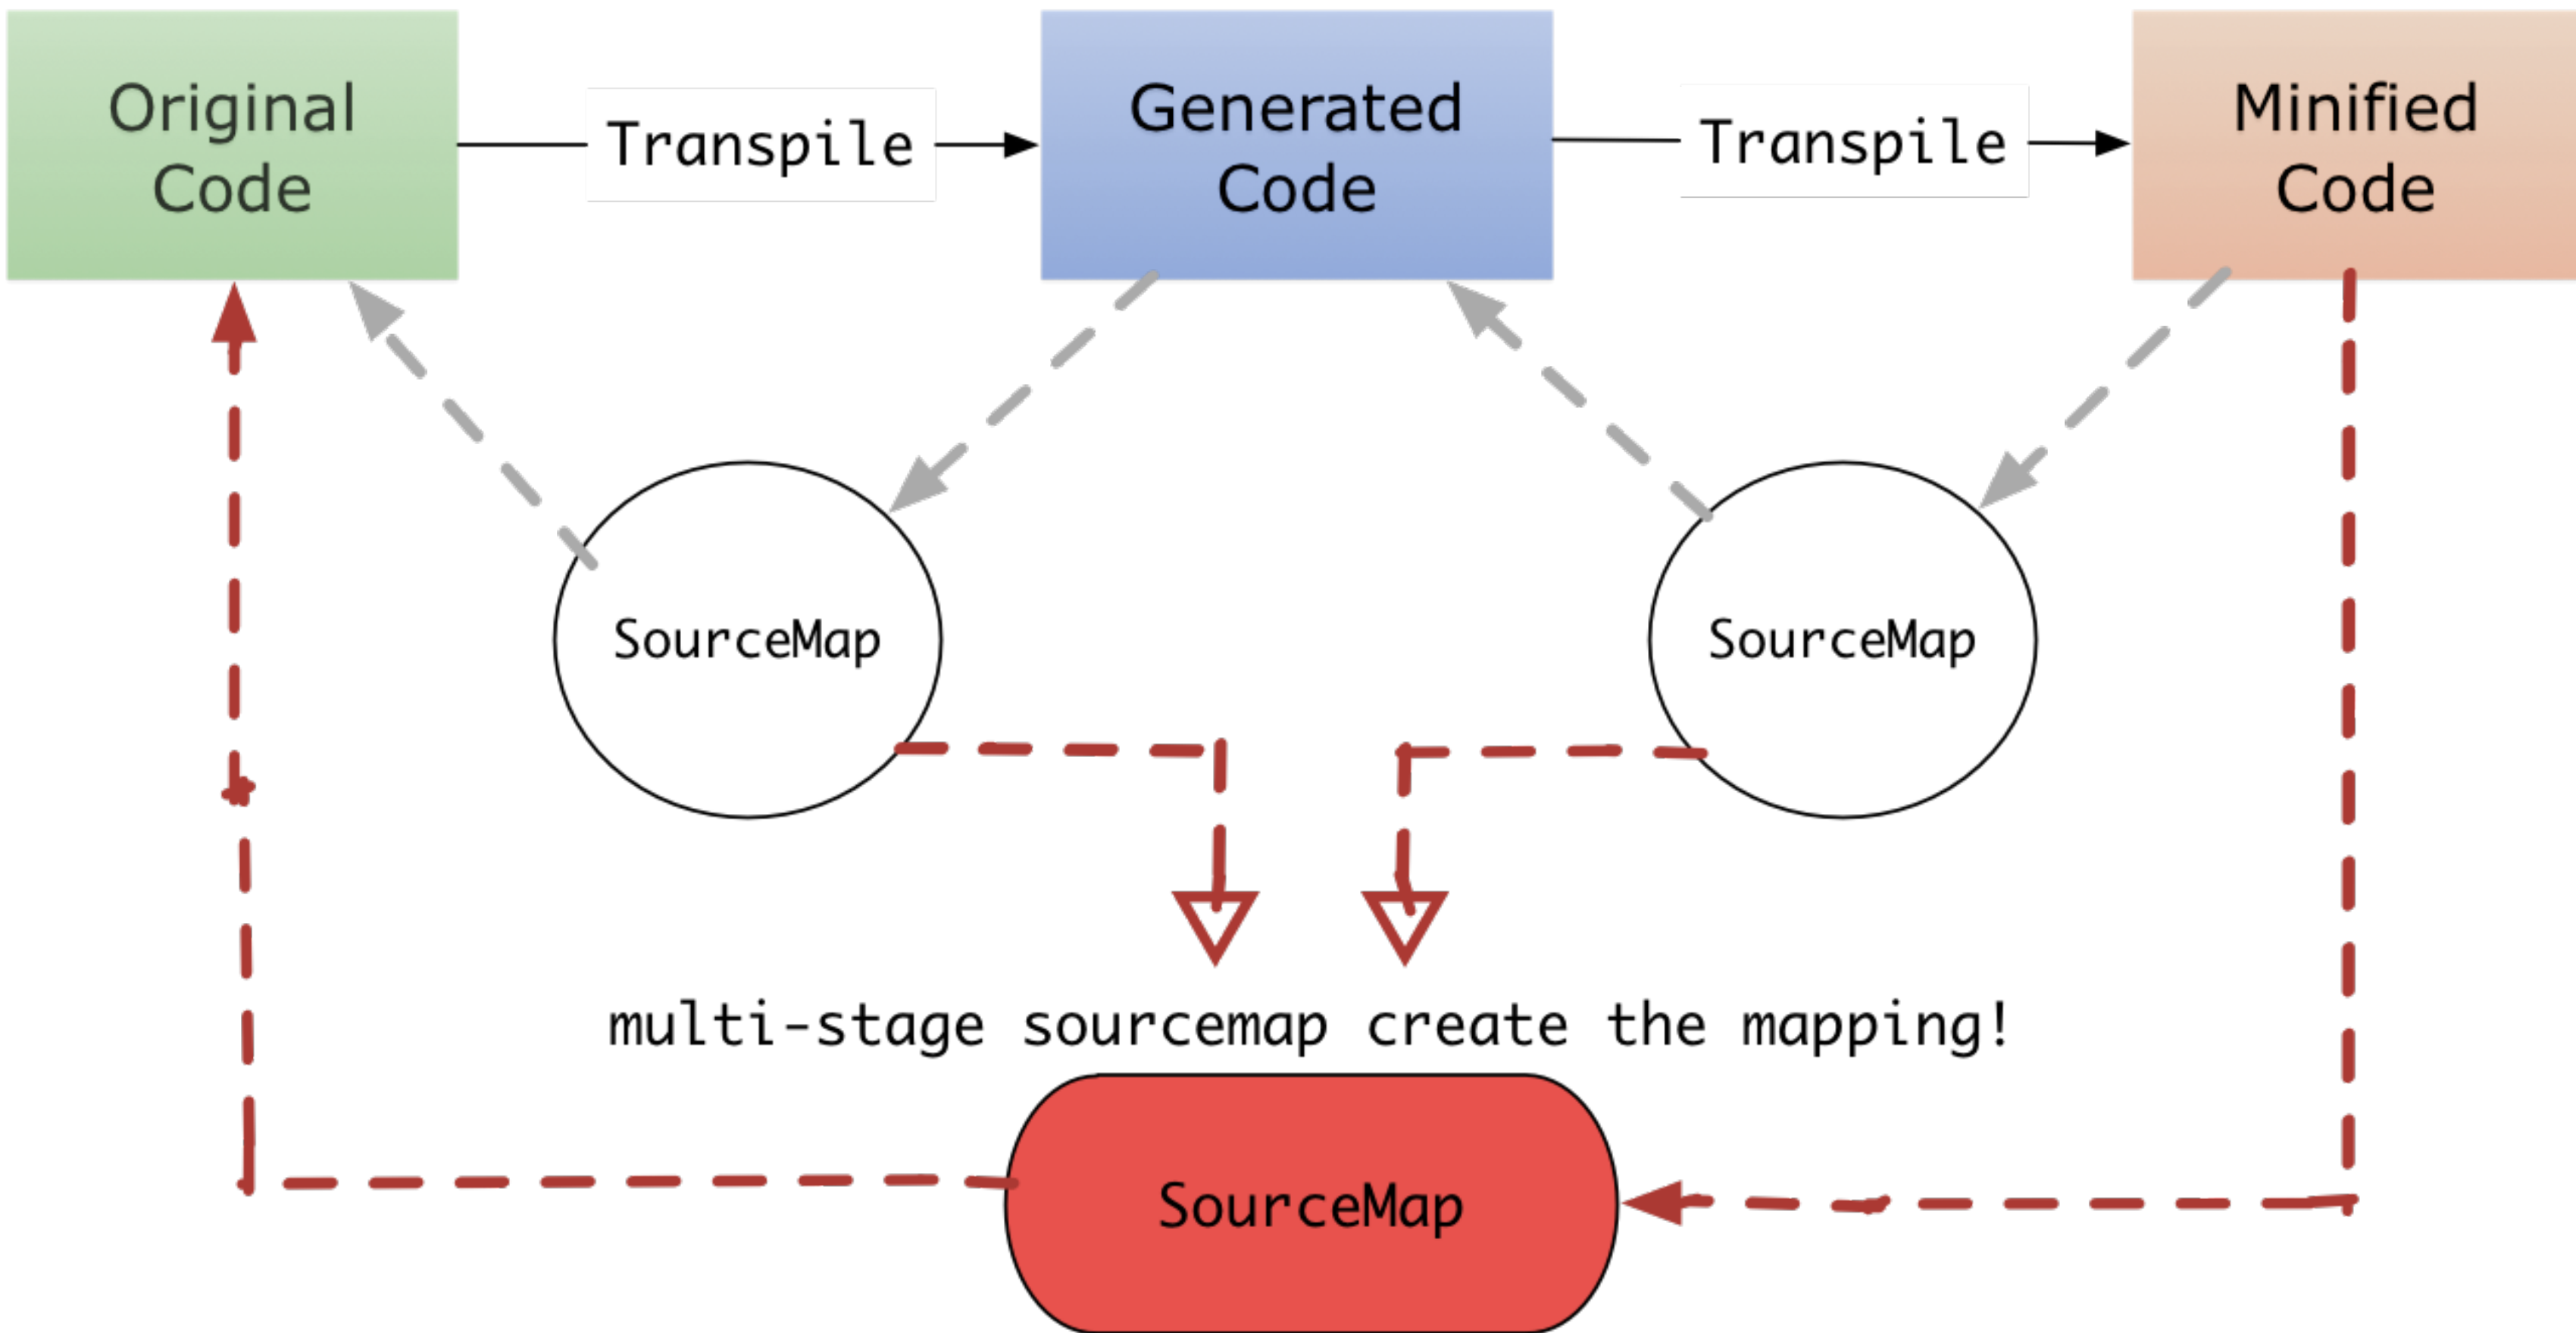 Original
Code
Transpile
Generated
Code
Transpile
Minified
Code
SourceMap
SourceMap
multi-stage sourcemap create the mapping!
SourceMap